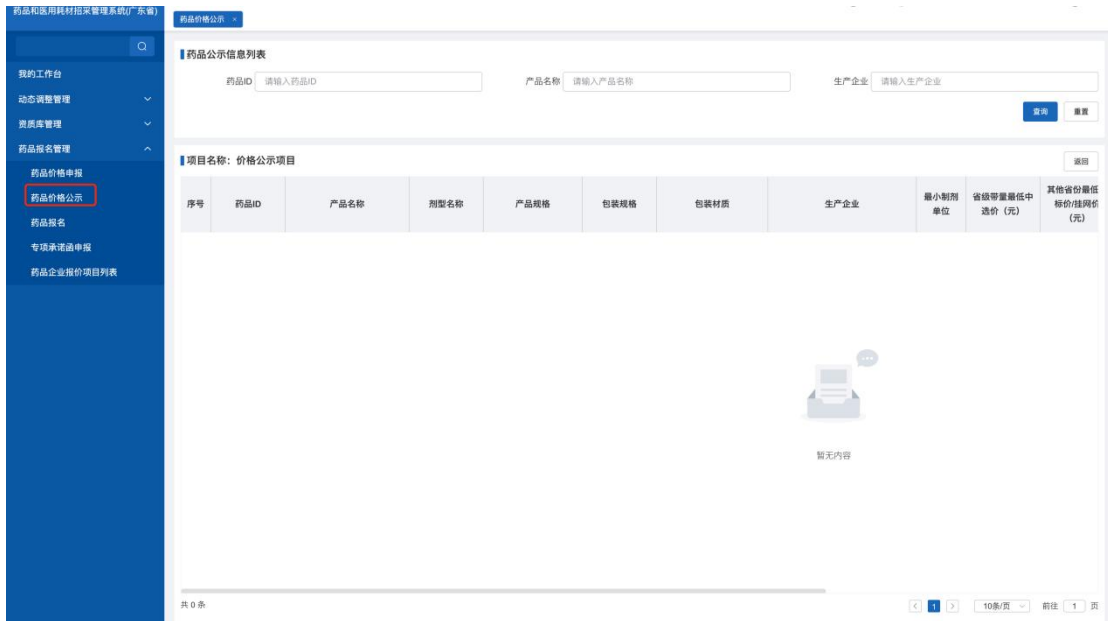 药品和医用耗材招采管理系统(广东省)
药品价格公示 ×
我的工作台
动态调整管理
资质库管理
药品报名管理
药品价格申报
药品价格公示
药品报名
专项承诺函申报
药品企业报价项目列表
药品公示信息列表
药品ID 请输入药品ID 产品名称 请输入产品名称 生产企业 请输入生产企业
查询 重置
项目名称：价格公示项目 返回
序号 药品ID 产品名称 剂型名称 产品规格 包装规格 包装材质 生产企业 最小制剂单位 省级带量最低中选价（元） 其他省份最低标价/挂网价（元）
暂无内容
共 0 条 < 1 > 10条/页 前往 1 页